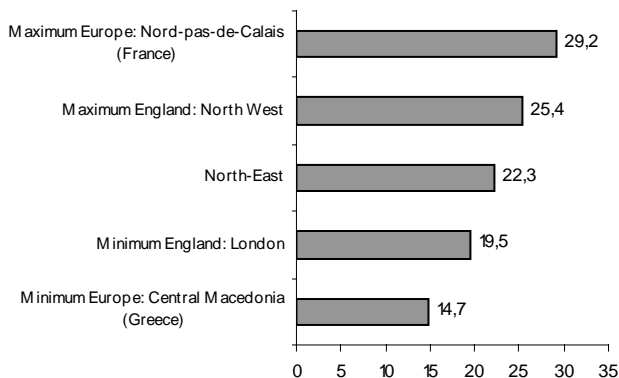 Maximum Europe: Nord-pas-de-Calais
(France)
29,2
Maximum England: North West
25,4
North-East
22,3
Minimum England: London
19,5
Minimum Europe: Central Macedonia
(Greece)
14,7
0 5 10 15 20 25 30 35